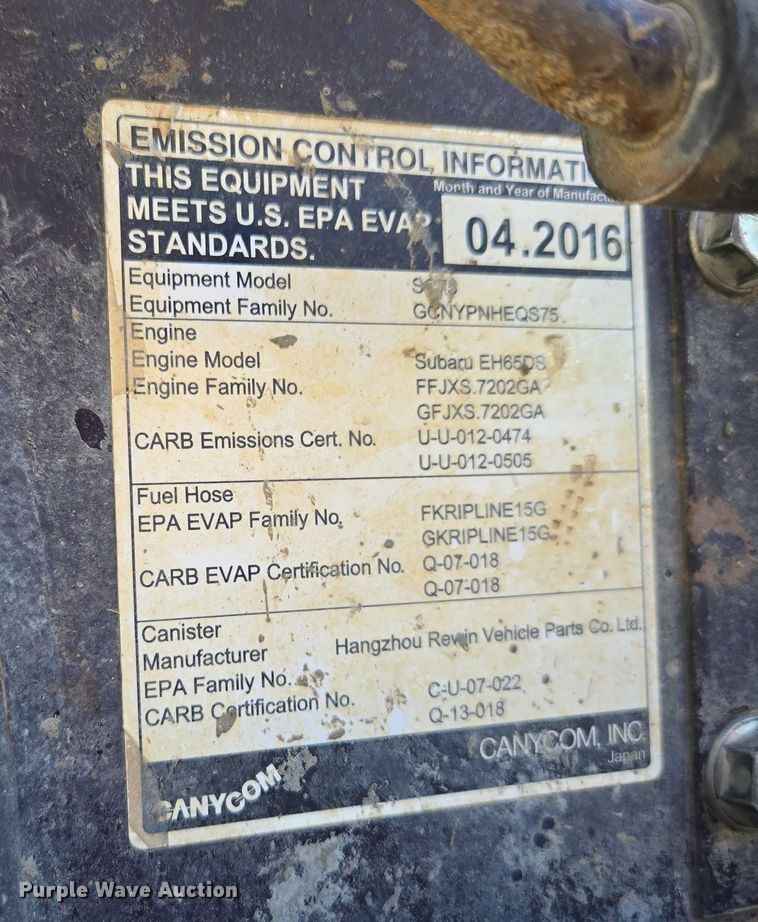 EMISSION CONTROL
THIS EQUIPMENT
MEETS U.S. EPA EVAP
STANDARDS.
Month and Year of
04.2016
Equipment Model
Equipment Family No. GCNYPNHEQS75
Engine
Engine Model Subaru EH65DS
Engine Family No. FFJXS.7202GA
GFJXS.7202GA
CARB Emissions Cert. No. U-U-012-0474
U-U-012-0505
Fuel Hose
EPA EVAP Family No. FKRIPLINE15G
GKRIPLINE15G
CARB EVAP Certification No. Q-07-018
Q-07-018
Canister
Manufacturer Hangzhou Rewin Vehicle Parts Co. Ltd.
EPA Family No. C-U-07-022
CARB Certification No. Q-13-018
CANYCOM
CANYCOM, INC.
Japan
Purple Wave Auction